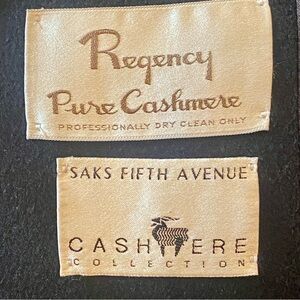 Regency
Pure Cashmere
PROFESSIONALLY DRY CLEAN ONLY
SAKS FIFTH AVENUE
CASHMERE
COLLECTION